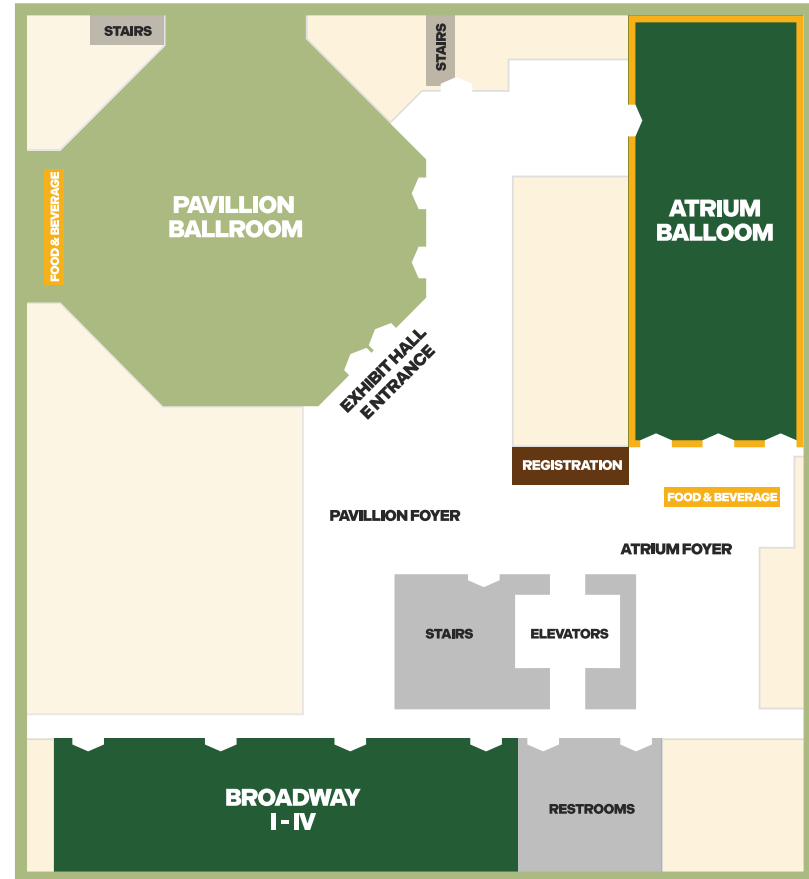 STAIRS
STAIRS
FOOD & BEVERAGE
PAVILLION
BALLROOM
ATRIUM
BALLOOM
EXHIBIT HALL
ENTRANCE
REGISTRATION
FOOD & BEVERAGE
PAVILLION FOYER
ATRIUM FOYER
STAIRS
ELEVATORS
BROADWAY
I - IV
RESTROOMS